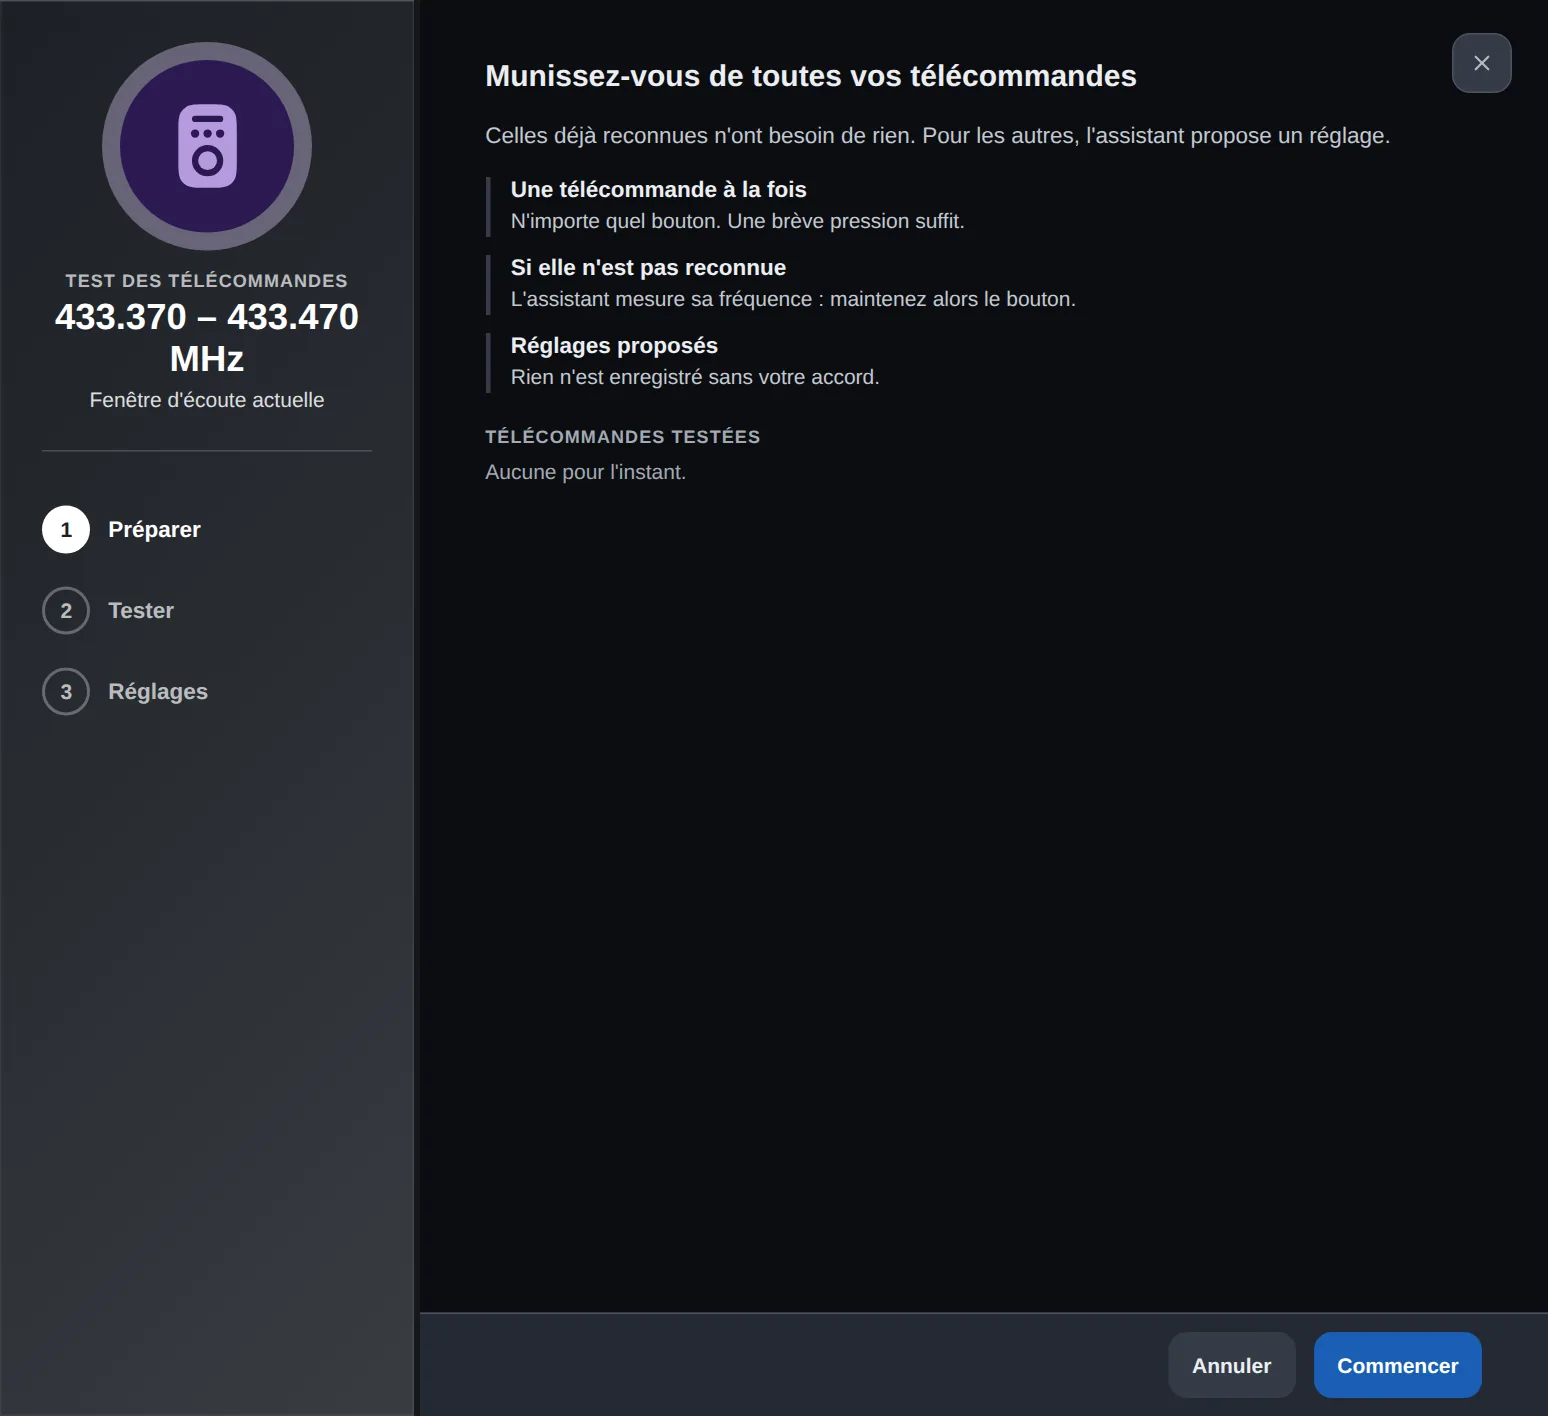 TEST DES TÉLÉCOMMANDES
433.370 – 433.470
MHz
Fenêtre d'écoute actuelle
1 Préparer
2 Tester
3 Réglages
Munissez-vous de toutes vos télécommandes
Celles déjà reconnues n'ont besoin de rien. Pour les autres, l'assistant propose un réglage.
Une télécommande à la fois
N'importe quel bouton. Une brève pression suffit.
Si elle n'est pas reconnue
L'assistant mesure sa fréquence : maintenez alors le bouton.
Réglages proposés
Rien n'est enregistré sans votre accord.
TÉLÉCOMMANDES TESTÉES
Aucune pour l'instant.
Annuler
Commencer